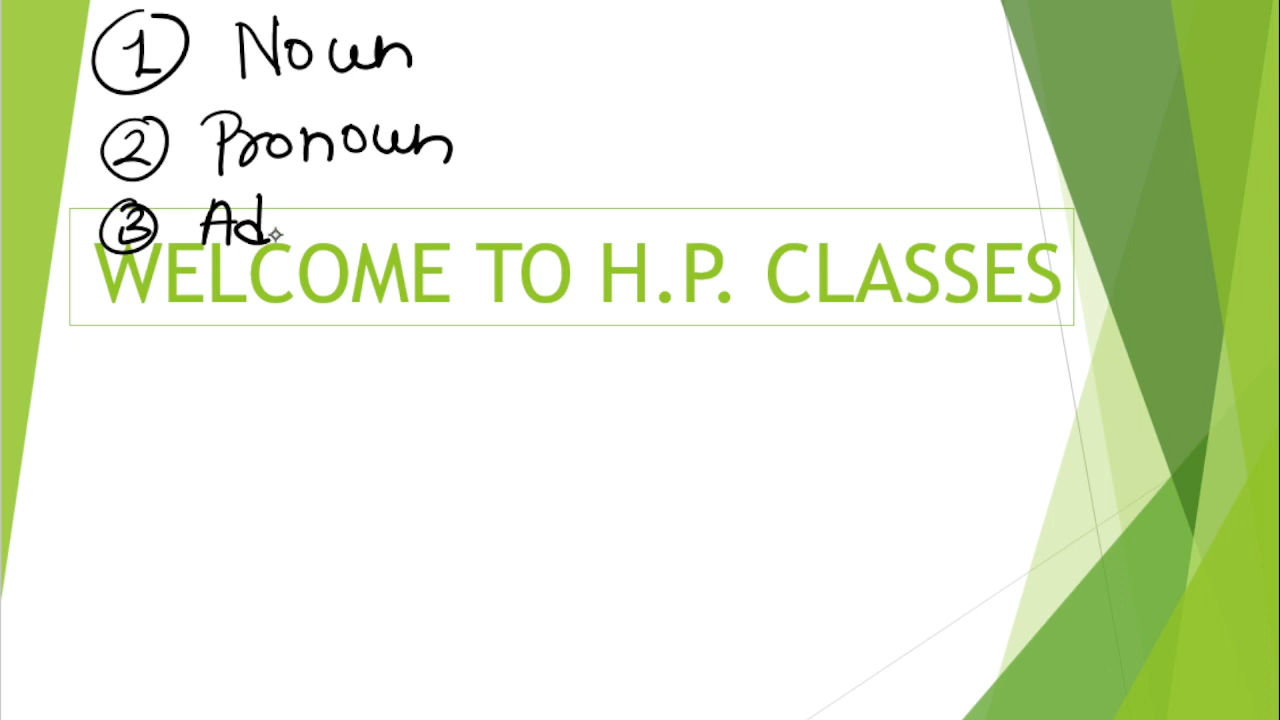 ① Noun
② Pronoun
③ Ad
WELCOME TO H.P. CLASSES